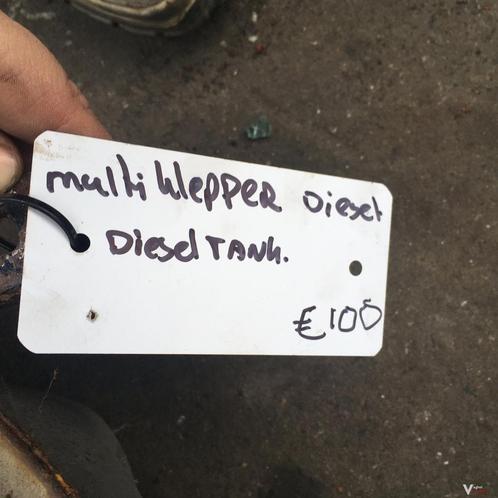 multi klepper Diesel
Diesel TANK.
€100